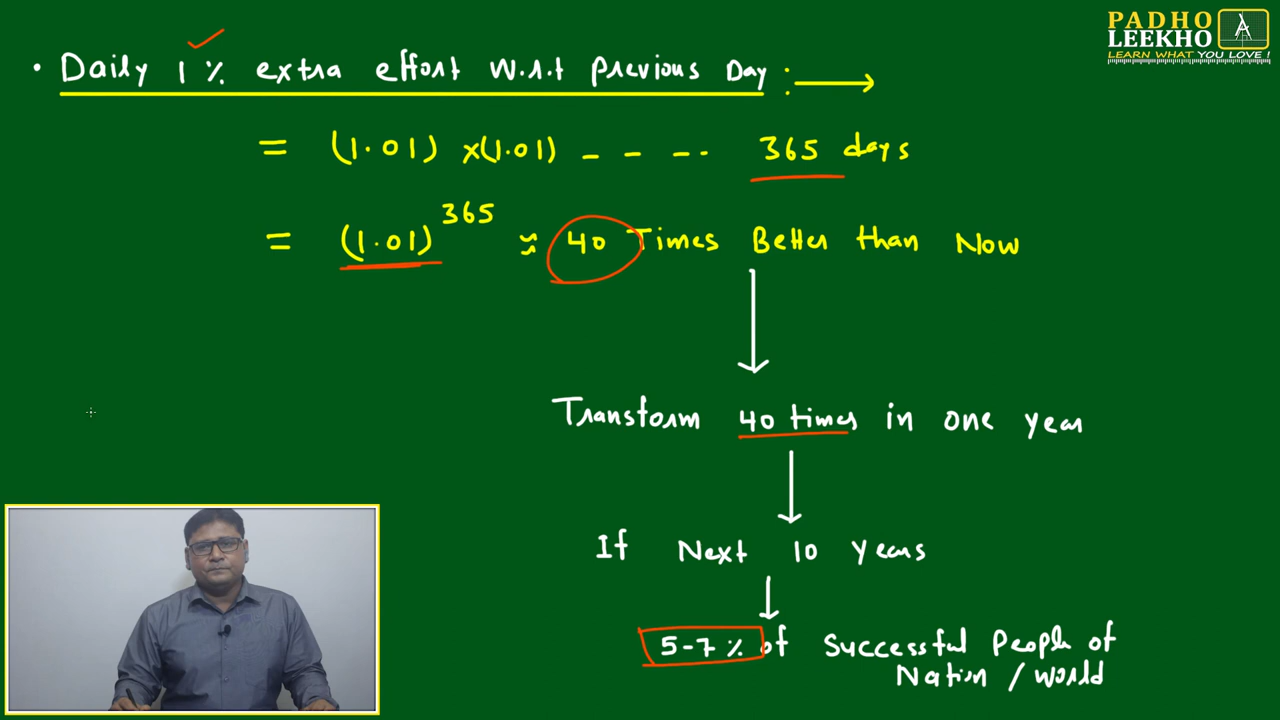 PADHO
LEEKHO
LEARN WHAT YOU LOVE !
• Daily 1 % extra effort W.r.t Previous Day :→
= (1.01) x(1.01) - - - -- 365 days
= (1.01)^365 ≈ 40 Times Better than Now
Transform 40 times in one year
If Next 10 years
5-7 % of Successful People of
Nation / World